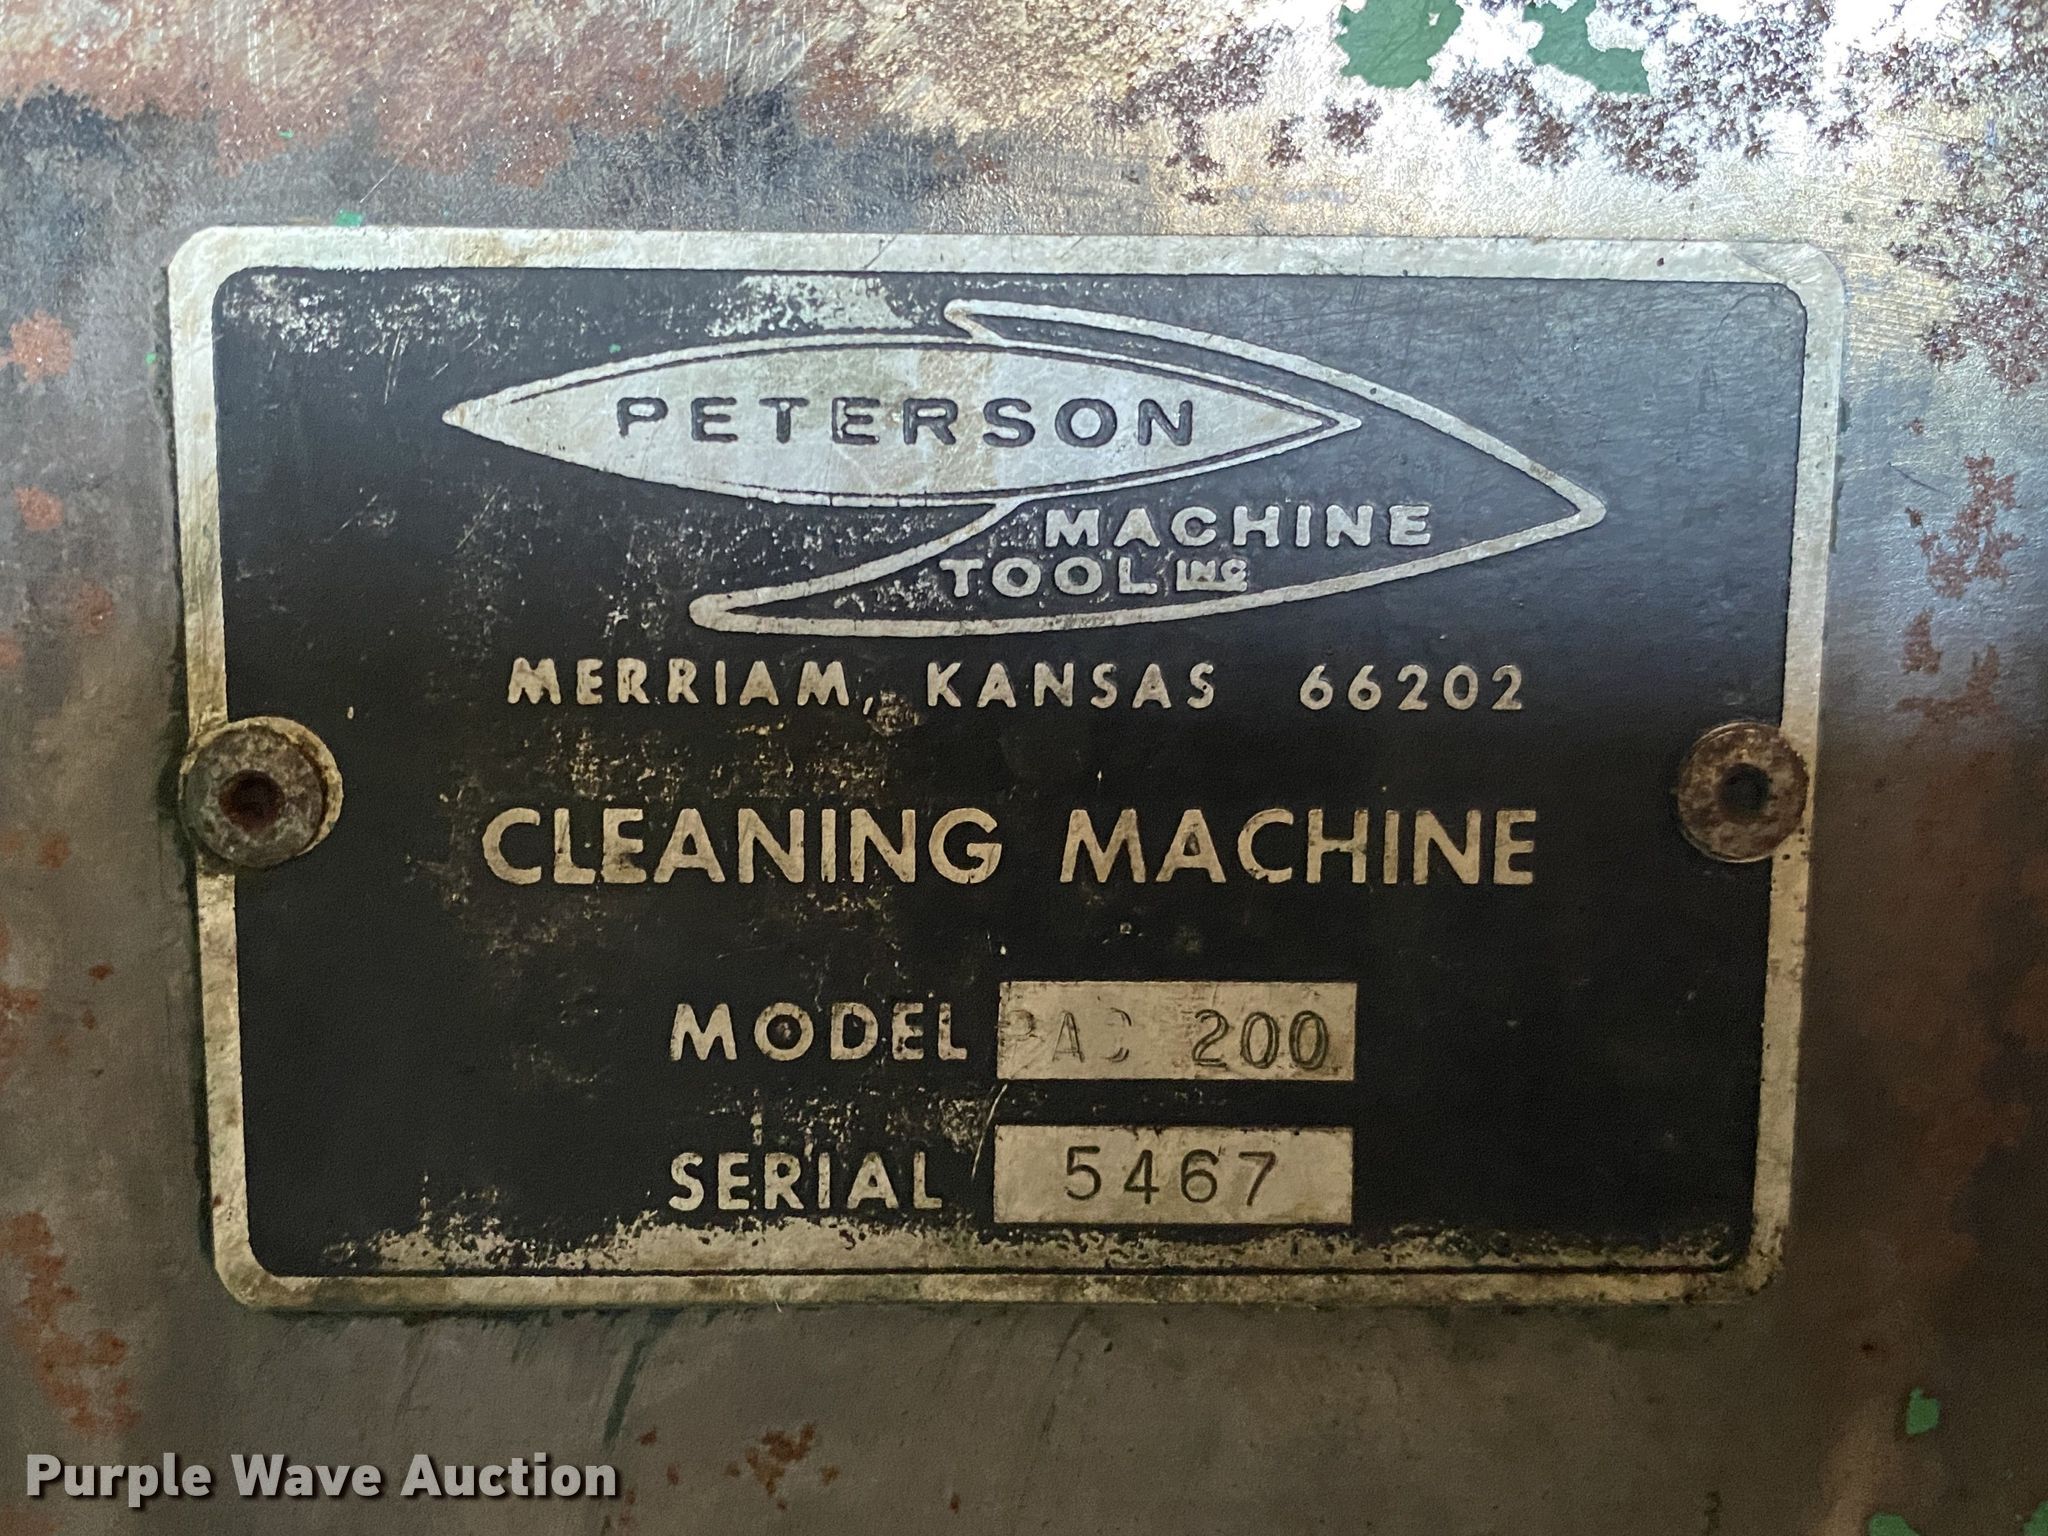 PETERSON
MACHINE
TOOL INC
MERRIAM, KANSAS 66202
CLEANING MACHINE
MODEL 200
SERIAL 5467
Purple Wave Auction